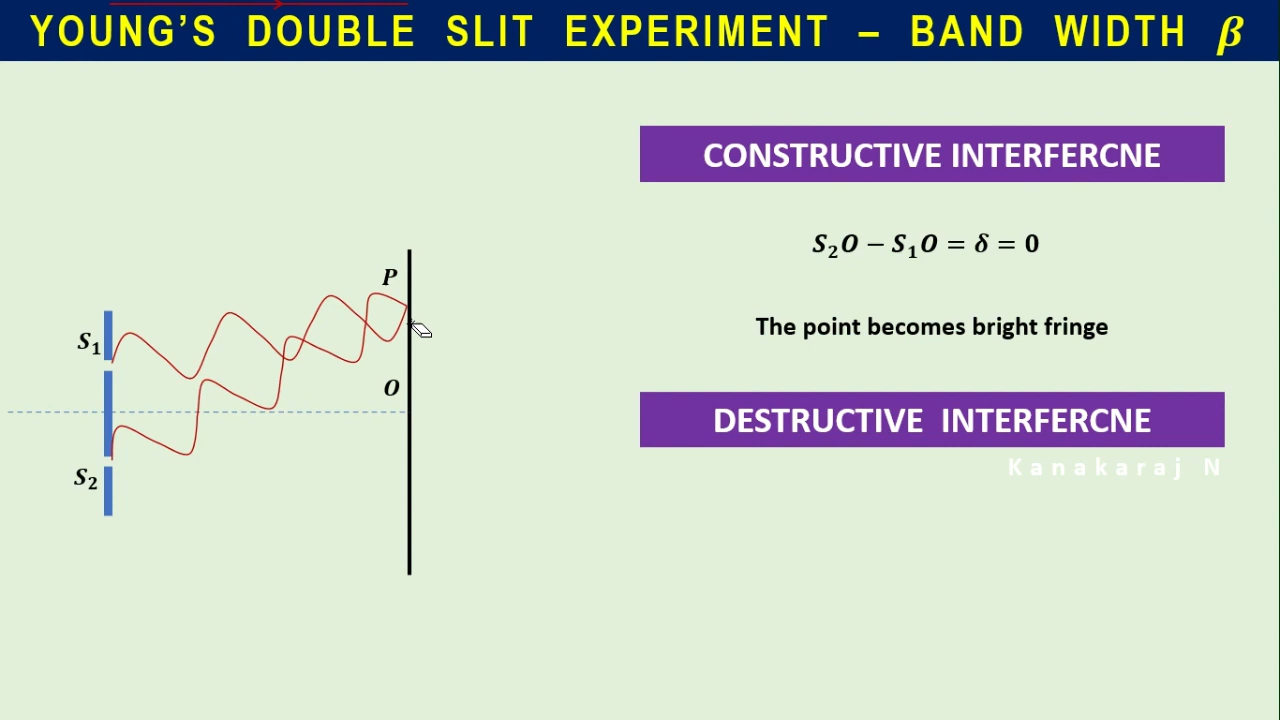 YOUNG'S DOUBLE SLIT EXPERIMENT – BAND WIDTH β
CONSTRUCTIVE INTERFERCNE
S₂O − S₁O = δ = 0
The point becomes bright fringe
DESTRUCTIVE INTERFERCNE
Kanakaraj N
P
S₁
O
S₂